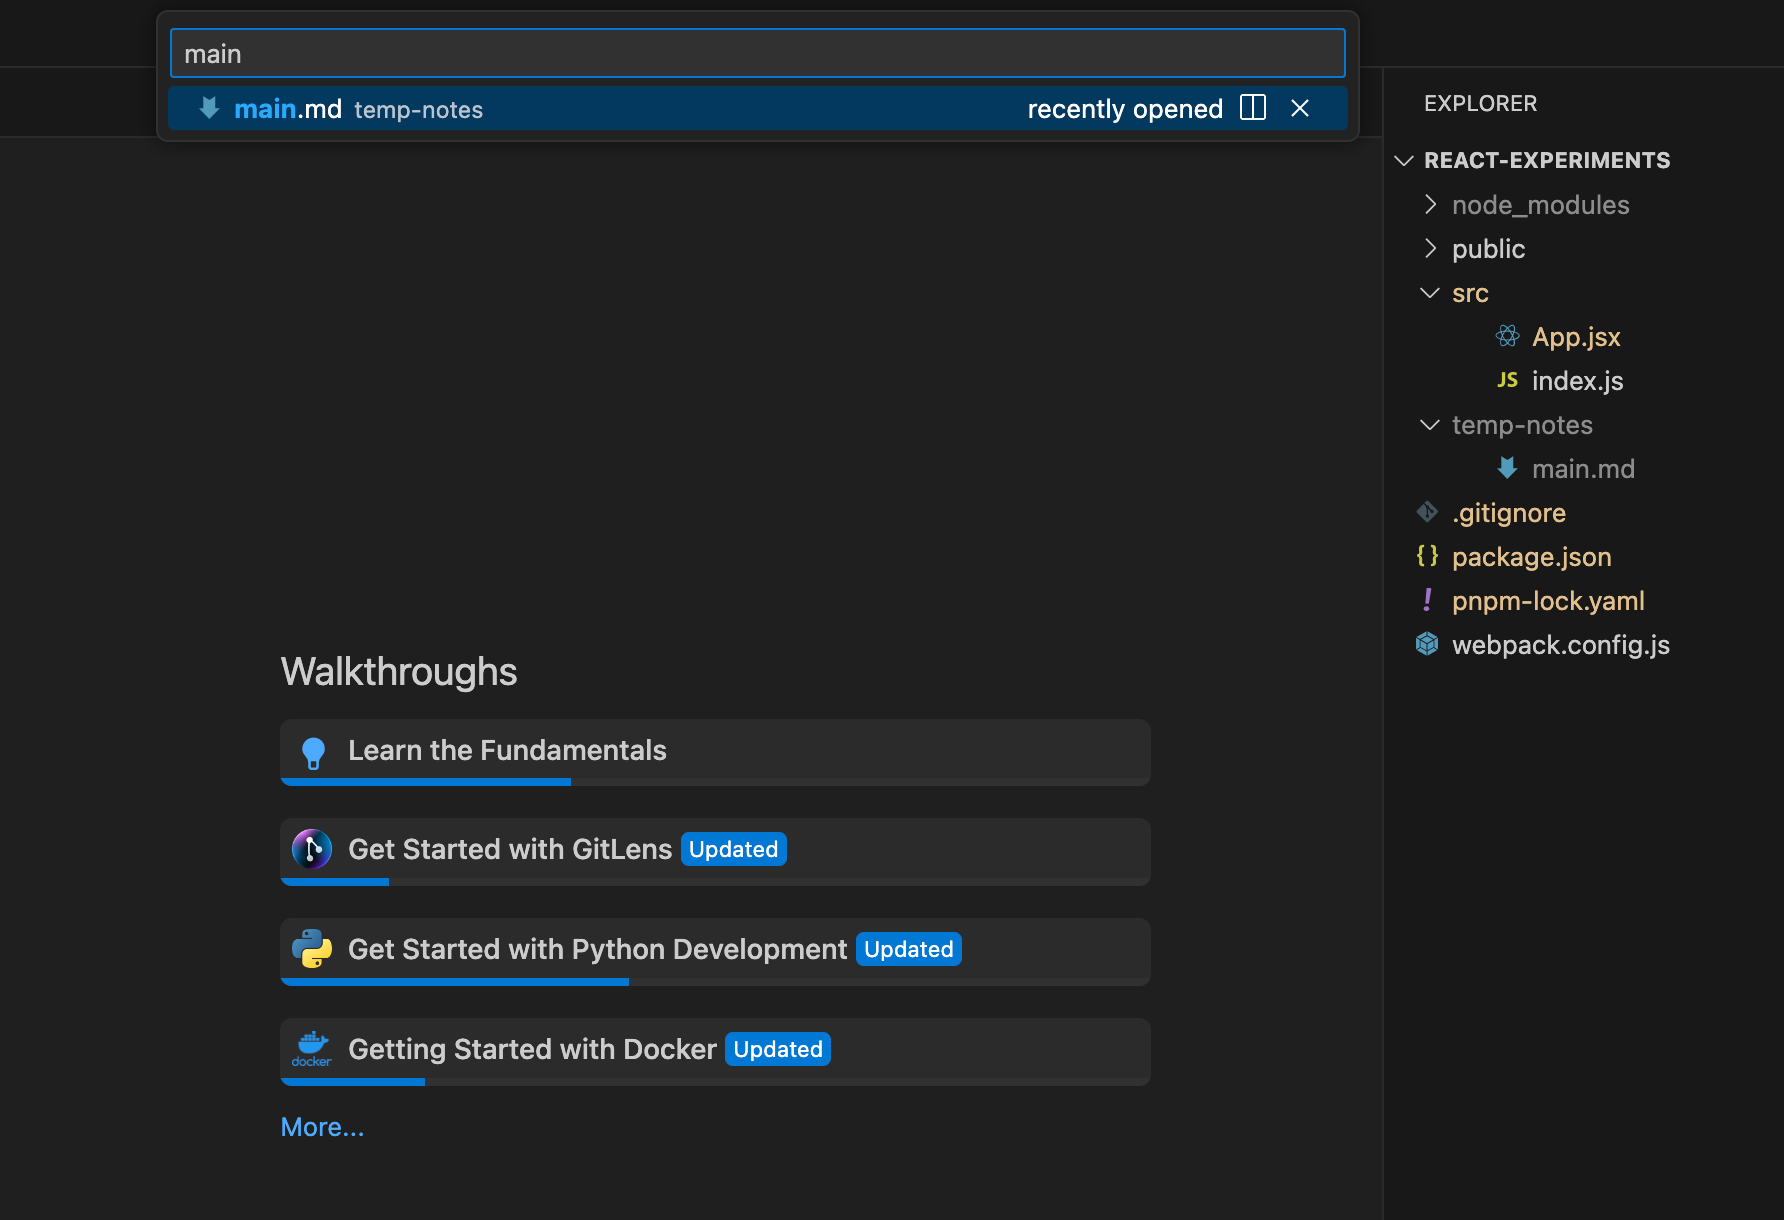 main
main.md temp-notes recently opened
EXPLORER
REACT-EXPERIMENTS
node_modules
public
src
App.jsx
JS index.js
temp-notes
main.md
.gitignore
{} package.json
! pnpm-lock.yaml
webpack.config.js
Walkthroughs
Learn the Fundamentals
Get Started with GitLens Updated
Get Started with Python Development Updated
docker Getting Started with Docker Updated
More...